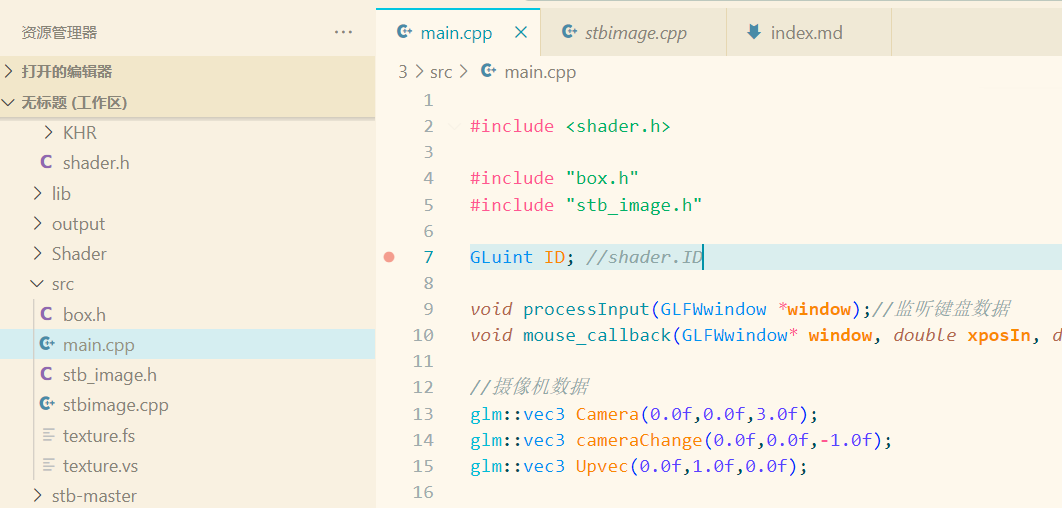 资源管理器
···
打开的编辑器
无标题 (工作区)
KHR
C shader.h
lib
output
Shader
src
C box.h
main.cpp
C stb_image.h
stbimage.cpp
texture.fs
texture.vs
stb-master
main.cpp
stbimage.cpp
index.md
3 > src > main.cpp
1
2 #include <shader.h>
3
4 #include "box.h"
5 #include "stb_image.h"
6
7 GLuint ID; //shader.ID
8
9 void processInput(GLFWwindow *window);//监听键盘数据
10 void mouse_callback(GLFWwindow* window, double xposIn, d
11
12 //摄像机数据
13 glm::vec3 Camera(0.0f,0.0f,3.0f);
14 glm::vec3 cameraChange(0.0f,0.0f,-1.0f);
15 glm::vec3 Upvec(0.0f,1.0f,0.0f);
16